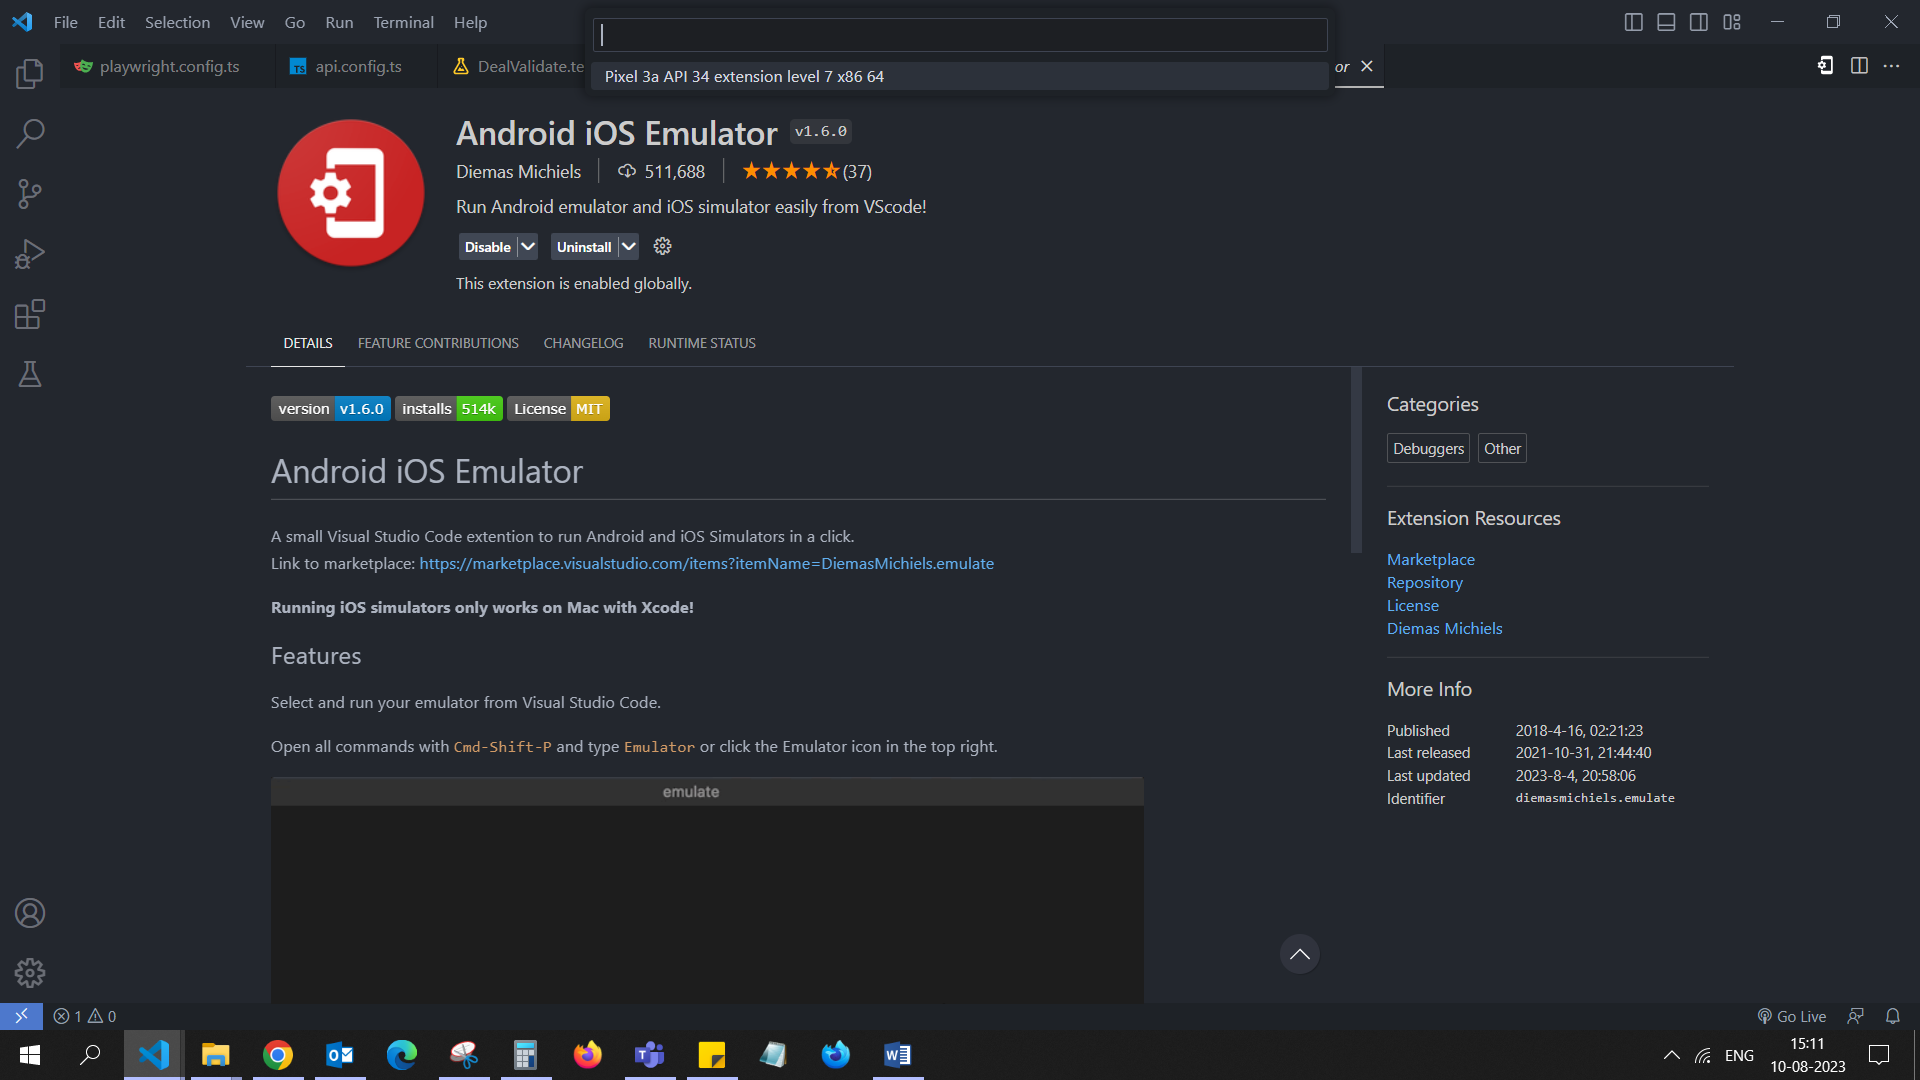 File Edit Selection View Go Run Terminal Help
playwright.config.ts
TS api.config.ts
DealValidate.te
or
Pixel 3a API 34 extension level 7 x86 64
Android iOS Emulator v1.6.0
Diemas Michiels 511,688 (37)
Run Android emulator and iOS simulator easily from VScode!
Disable Uninstall
This extension is enabled globally.
DETAILS FEATURE CONTRIBUTIONS CHANGELOG RUNTIME STATUS
version v1.6.0 installs 514k License MIT
Android iOS Emulator
A small Visual Studio Code extention to run Android and iOS Simulators in a click.
Link to marketplace: https://marketplace.visualstudio.com/items?itemName=DiemasMichiels.emulate
Running iOS simulators only works on Mac with Xcode!
Features
Select and run your emulator from Visual Studio Code.
Open all commands with Cmd-Shift-P and type Emulator or click the Emulator icon in the top right.
emulate
Categories
Debuggers Other
Extension Resources
Marketplace
Repository
License
Diemas Michiels
More Info
Published 2018-4-16, 02:21:23
Last released 2021-10-31, 21:44:40
Last updated 2023-8-4, 20:58:06
Identifier diemasmichiels.emulate
1 0
Go Live
ENG
15:11
10-08-2023